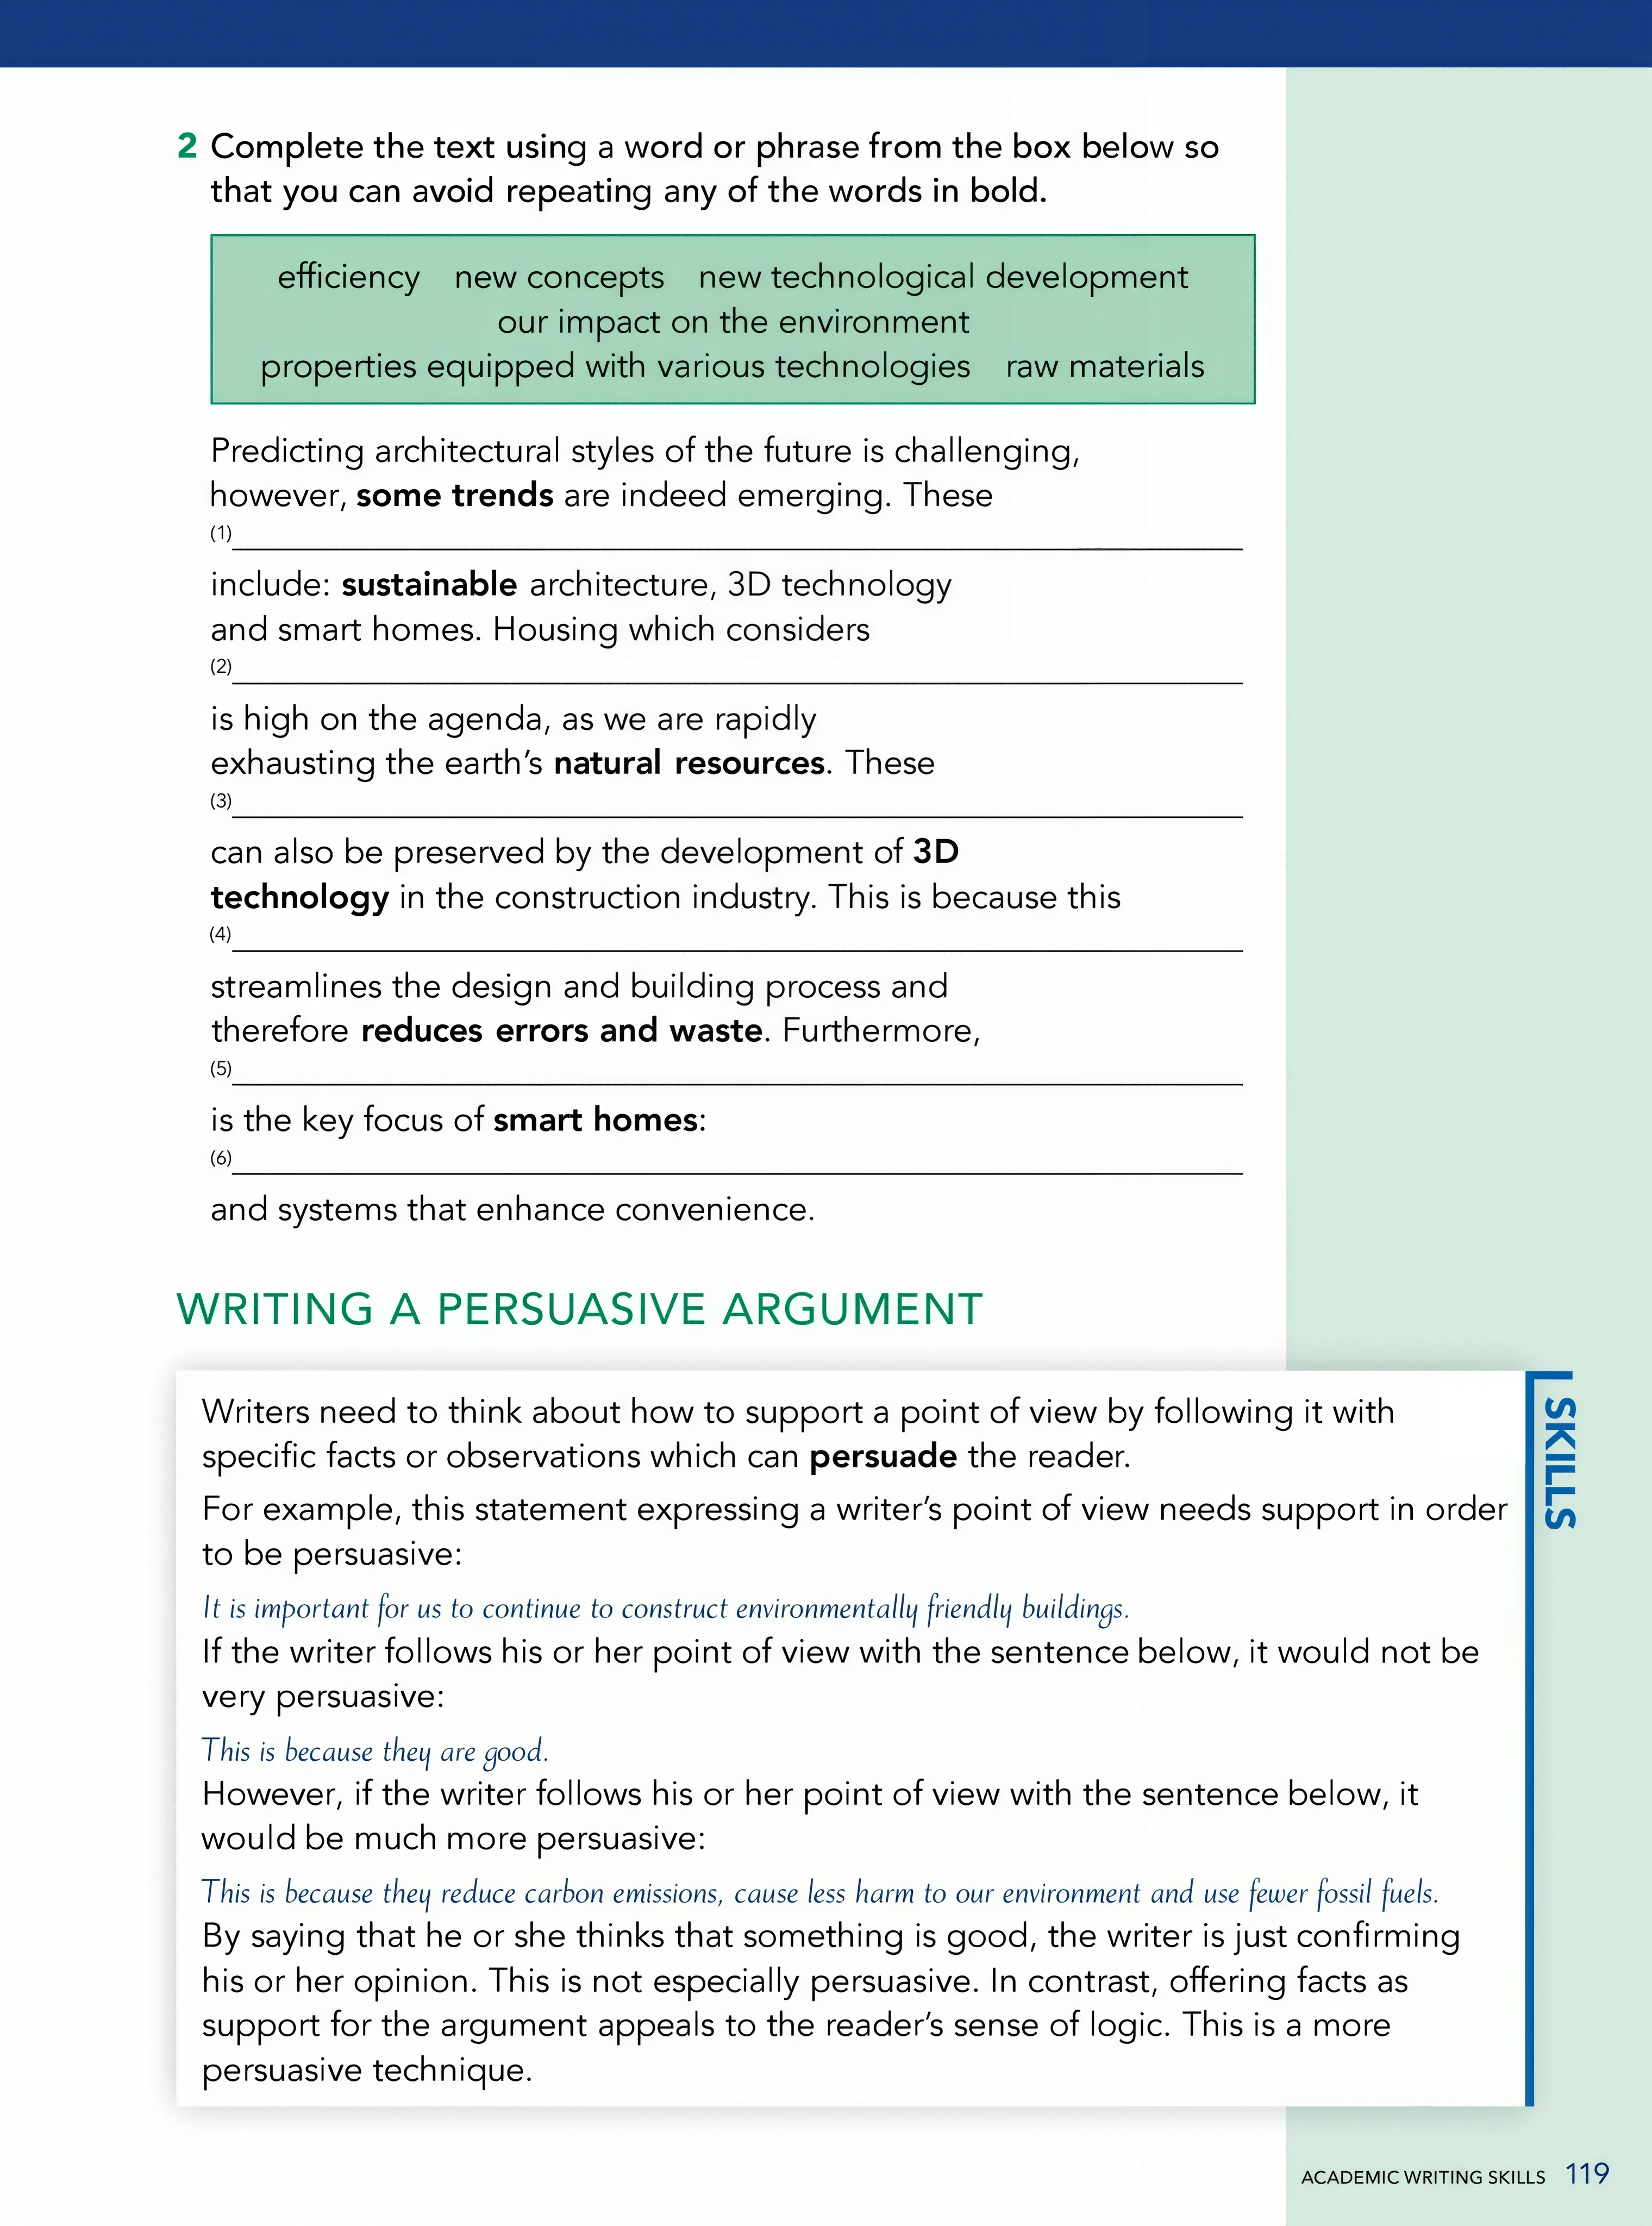 2 Complete the text using a word or phrase from the box below so
that you can avoid repeating any of the words in bold.
efficiency new concepts new technological development
our impact on the environment
properties equipped with various technologies raw materials
Predicting architectural styles of the future is challenging,
however, some trends are indeed emerging. These
(1)
include: sustainable architecture, 3D technology
and smart homes. Housing which considers
(2)
is high on the agenda, as we are rapidly
exhausting the earth's natural resources. These
(3)
can also be preserved by the development of 3D
technology in the construction industry. This is because this
(4)
streamlines the design and building process and
therefore reduces errors and waste. Furthermore,
(5)
is the key focus of smart homes:
(6)
and systems that enhance convenience.
WRITING A PERSUASIVE ARGUMENT
SKILLS
Writers need to think about how to support a point of view by following it with
specific facts or observations which can persuade the reader.
For example, this statement expressing a writer's point of view needs support in order
to be persuasive:
It is important for us to continue to construct environmentally friendly buildings.
If the writer follows his or her point of view with the sentence below, it would not be
very persuasive:
This is because they are good.
However, if the writer follows his or her point of view with the sentence below, it
would be much more persuasive:
This is because they reduce carbon emissions, cause less harm to our environment and use fewer fossil fuels.
By saying that he or she thinks that something is good, the writer is just confirming
his or her opinion. This is not especially persuasive. In contrast, offering facts as
support for the argument appeals to the reader's sense of logic. This is a more
persuasive technique.
ACADEMIC WRITING SKILLS 119